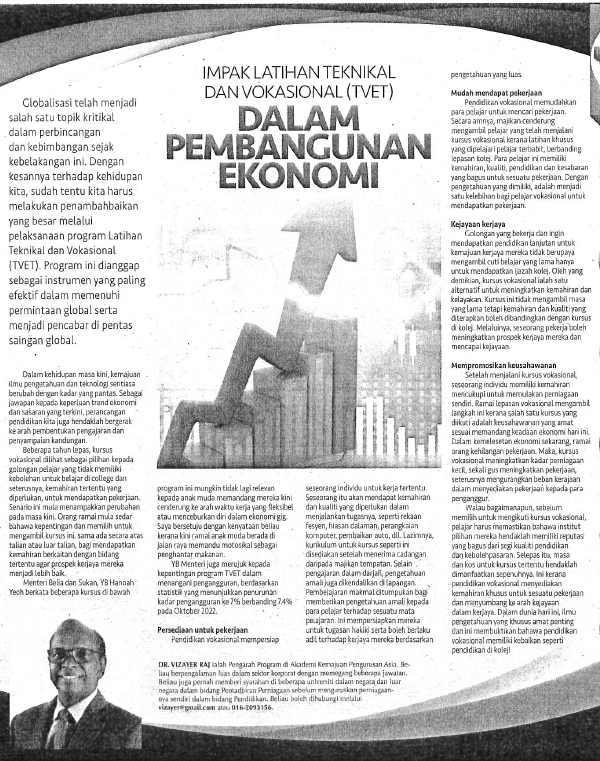 IMPAK LATIHAN TEKNIKAL
DAN VOKASIONAL (TVET)
DALAM
PEMBANGUNAN
EKONOMI
Globalisasi telah menjadi
salah satu topik kritikal
dalam perbincangan
dan kebimbangan sejak
kebelakangan ini. Dengan
kesannya terhadap kehidupan
kita, sudah tentu kita harus
melakukan penambahbaikan
yang besar melalui
pelaksanaan program Latihan
Teknikal dan Vokasional
(TVET). Program ini dianggap
sebagai instrumen yang paling
efektif dalam memenuhi
permintaan global serta
menjadi pencabar di pentas
saingan global.
Dalam kehidupan masa kini, kemajuan
ilmu pengetahuan dan teknologi sentiasa
berubah dengan kadar yang pantas. Sebagai
jawapan kepada keperluan trend ekonomi
dan sasaran yang terkini, perancangan
pendidikan kita juga hendaklah bergerak
ke arah pembentukan pengajaran dan
penyampaian kandungan.
Beberapa tahun lepas, kursus
vokasional dilihat sebagai pilihan kepada
golongan pelajar yang tidak memiliki
kebolehan untuk belajar di college dan
seterusnya, kemahiran tertentu yang
diperlukan, untuk mendapatkan pekerjaan.
Senario ini mula menampakkan perubahan
pada masa kini. Orang ramai mula sedar
bahawa kepentingan dan memilih untuk
mengambil kursus ini, sama ada secara atas
talian atau luar talian, bagi mendapatkan
kemahiran berkaitan dengan bidang
tertentu agar prospek kerjaya mereka
menjadi lebih baik.
Menteri Belia dan Sukan, YB Hannah
Yeoh berkata beberapa kursus di bawah
program ini mungkin tidak lagi relevan
kepada anak muda memandang mereka kini
cenderung ke arah waktu kerja yang fleksibel
atau menceburkan diri dalam ekonomi gig.
Saya bersetuju dengan kenyataan beliau
kerana kini ramai anak muda berada di
jalan raya memandu motosikal sebagai
penghantar makanan.
YB Menteri juga merujuk kepada
kepentingan program TVET dalam
menangani pengangguran, berdasarkan
statistik yang menunjukkan penurunan
kadar pengangguran ke 7% berbanding 7.4%
pada Oktober 2022.
Persediaan untuk pekerjaan
Pendidikan vokasional mempersiap
seseorang individu untuk kerja tertentu.
Seseorang itu akan mendapat kemahiran
dan kualiti yang diperlukan dalam
menjalankan tugasnya, seperti rekaan
fesyen, hiasan dalaman, perangkaian
komputer, pembaikan auto, dll. Lazimnya,
kurikulum untuk kursus seperti ini
disediakan setelah menerima cadangan
daripada majikan tempatan. Selain
pengajaran dalam darjah, pengetahuan
amali juga dikendalikan di lapangan.
Pembelajaran makmal ditumpukan bagi
memberikan pengetahuan amali kepada
para pelajar terhadap sesuatu mata
pelajaran. Ini mempersiapkan mereka
untuk tugasan hakiki serta boleh berlaku
adil terhadap kerjaya mereka berdasarkan
pengetahuan yang luas.
Mudah mendapat pekerjaan
Pendidikan vokasional memudahkan
para pelajar untuk mencari pekerjaan.
Secara amnya, majikan cenderung
mengambil pelajar yang telah menjalani
kursus vokasional kerana latihan khusus
yang dipelajari pelajar terbabit, berbanding
lepasan kolej. Para pelajar ini memiliki
kemahiran, kualiti, pendidikan dan kesabaran
yang bagus untuk sesuatu pekerjaan. Dengan
pengetahuan yang dimiliki, adalah menjadi
satu kelebihan bagi pelajar vokasional untuk
mendapatkan pekerjaan.
Kejayaan kerjaya
Golongan yang bekerja dan ingin
mendapatkan pendidikan lanjutan untuk
kemajuan kerjaya mereka tidak berupaya
mengambil cuti belajar yang lama hanya
untuk mendapatkan ijazah kolej. Oleh yang
demikian, kursus vokasional ialah satu
alternatif untuk meningkatkan kemahiran dan
kelayakan. Kursus ini tidak mengambil masa
yang lama tetapi kemahiran dan kualiti yang
diterapkan boleh dibandingkan dengan kursus
di kolej. Melaluinya, seseorang pekerja boleh
meningkatkan prospek kerjaya mereka dan
mencapai kejayaan.
Mempromosikan keusahawanan
Setelah menjalani kursus vokasional,
seseorang individu memiliki kemahiran
mencukupi untuk memulakan perniagaan
sendiri. Ramai lepasan vokasional mengambil
langkah ini kerana salah satu kursus yang
diikuti adalah keusahawanan yang amat
sesuai memandang keadaan ekonomi hari ini.
Dalam kemelesetan ekonomi sekarang, ramai
orang kehilangan pekerjaan. Maka, kursus
vokasional meningkatkan kadar perniagaan
kecil, sekali gus meningkatkan pekerjaan,
seterusnya mengurangkan beban kerajaan
dalam menyediakan pekerjaan kepada para
penganggur.
Walau bagaimanapun, sebelum
memilih untuk mengikuti kursus vokasional,
pelajar harus memastikan bahawa institut
pilihan mereka hendaklah memiliki reputasi
yang bagus dari segi kualiti pendidikan
dan kebolehpasaran. Selepas itu, masa
dan kos untuk kursus tertentu hendaklah
dimanfaatkan sepenuhnya. Ini kerana
pendidikan vokasional menyediakan
kemahiran khusus untuk sesuatu pekerjaan
dan menyumbang ke arah kejayaan
dalam kerjaya. Dalam dunia hari ini, ilmu
pengetahuan yang khusus amat penting
dan ini membuktikan bahawa pendidikan
vokasional memiliki kebaikan seperti
pendidikan di kolej!
DR. VIZAYER RAJ ialah Pengarah Program di Akademi Kemajuan Pengurusan Asia. Be-
liau berpengalaman luas dalam sektor korporat dengan memegang beberapa jawatan.
Beliau juga pernah memberi syarahan di beberapa universiti dalam negara dan luar
negara dalam bidang Pentadbiran Perniagaan sebelum menguruskan perniagaan-
nya sendiri dalam bidang Pendidikan. Beliau boleh dihubungi melalui
vizayer@gmail.com atau 016-2093156.